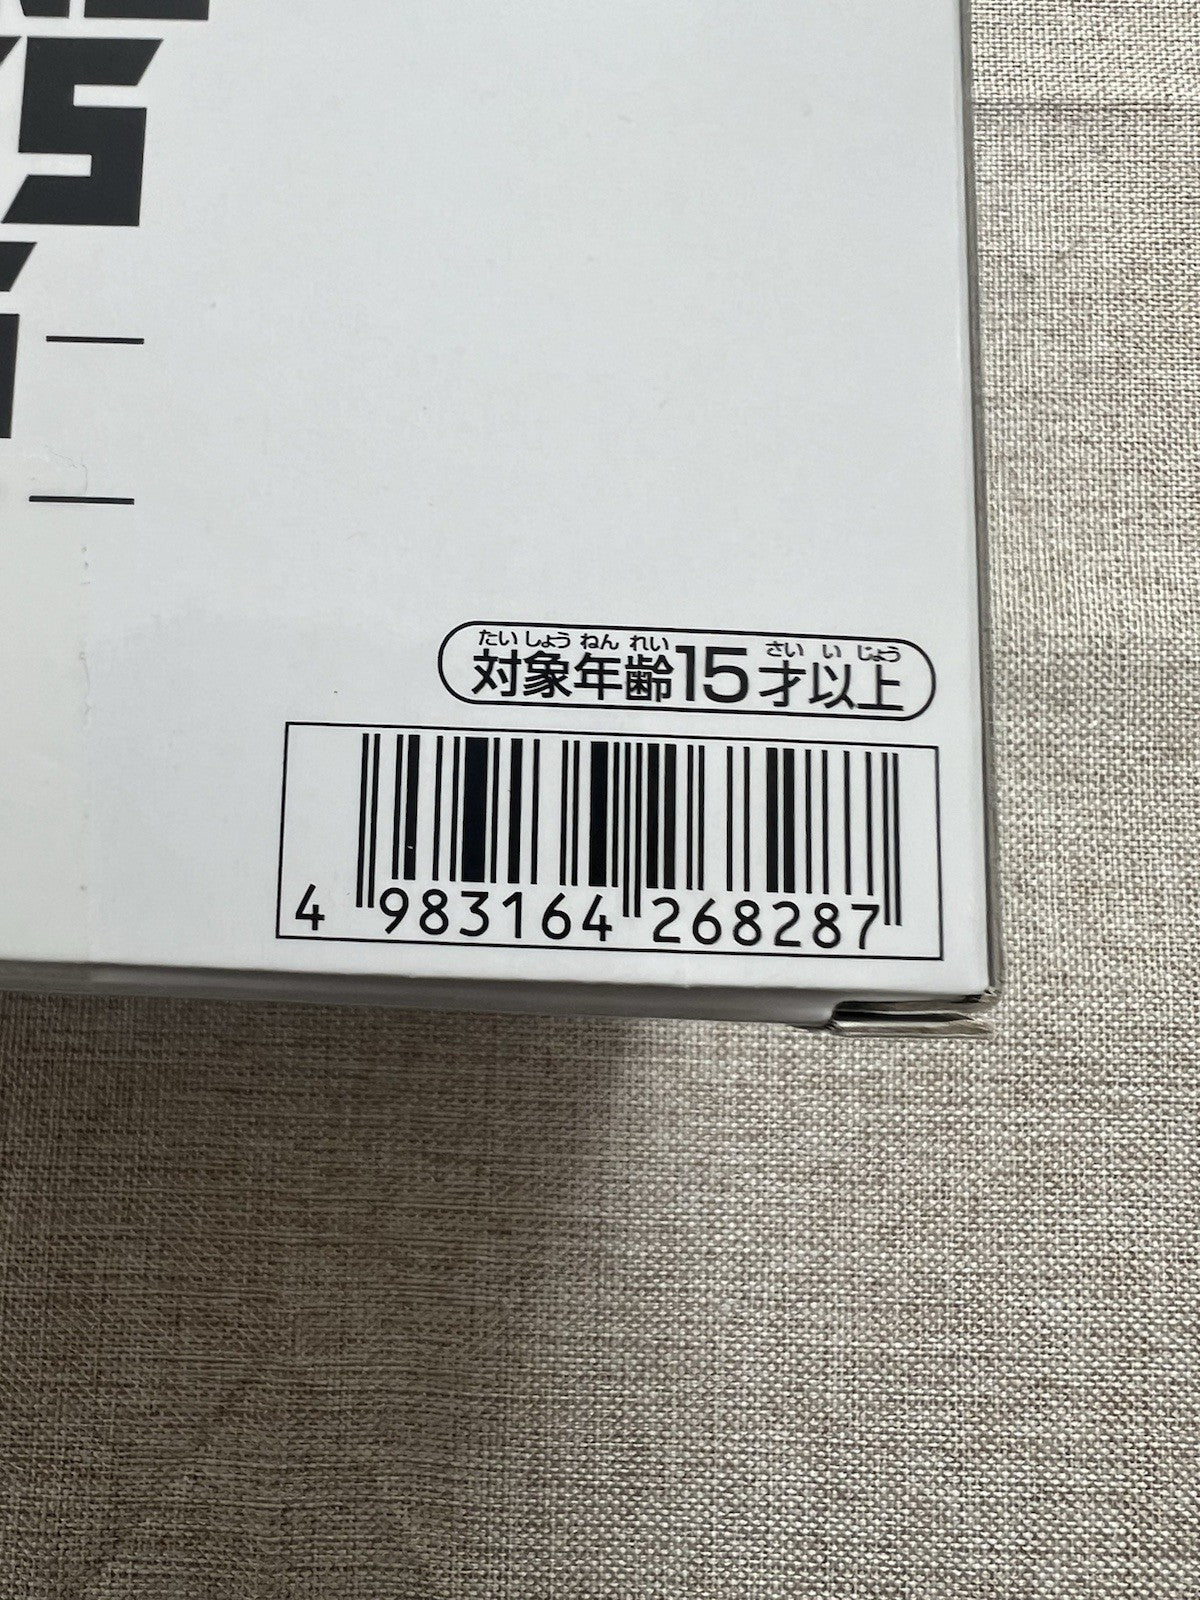 たいしょう ねん れい さい い じょう
対象年齢15才以上
4 983164 268287